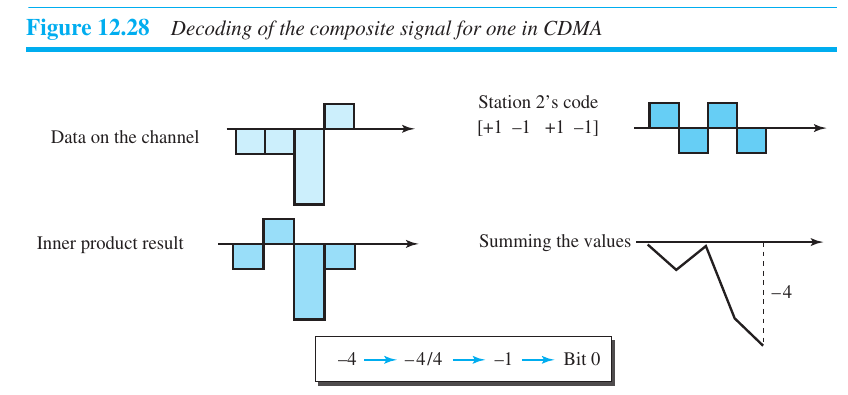 Figure 12.28 Decoding of the composite signal for one in CDMA
Data on the channel
Station 2’s code
[+1 –1 +1 –1]
Inner product result
Summing the values
–4
–4 → –4/4 → –1 → Bit 0